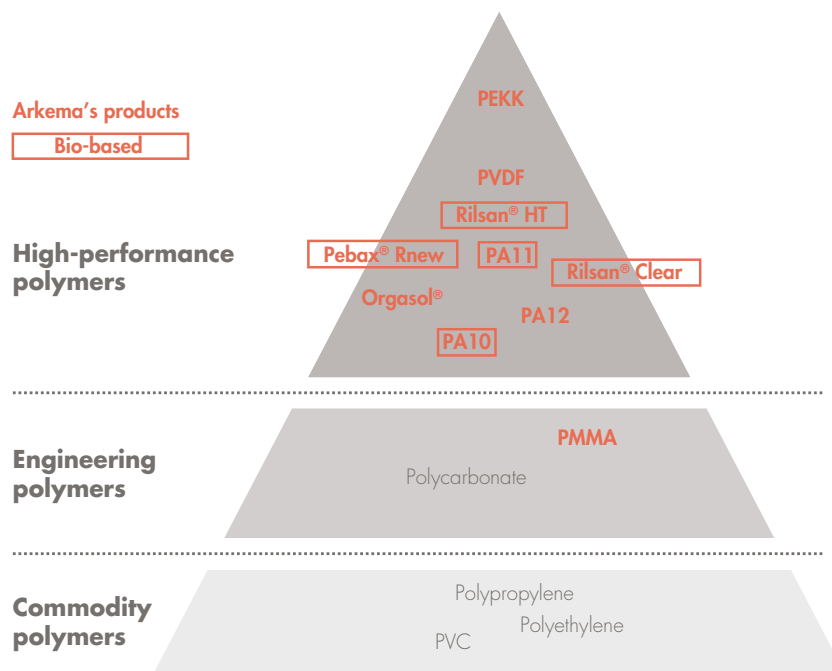 Arkema's products
Bio-based
High-performance
polymers
PEKK
PVDF
Rilsan® HT
Pebax® Rnew
PA11
Rilsan® Clear
Orgasol®
PA12
PA10
Engineering
polymers
PMMA
Polycarbonate
Commodity
polymers
Polypropylene
Polyethylene
PVC